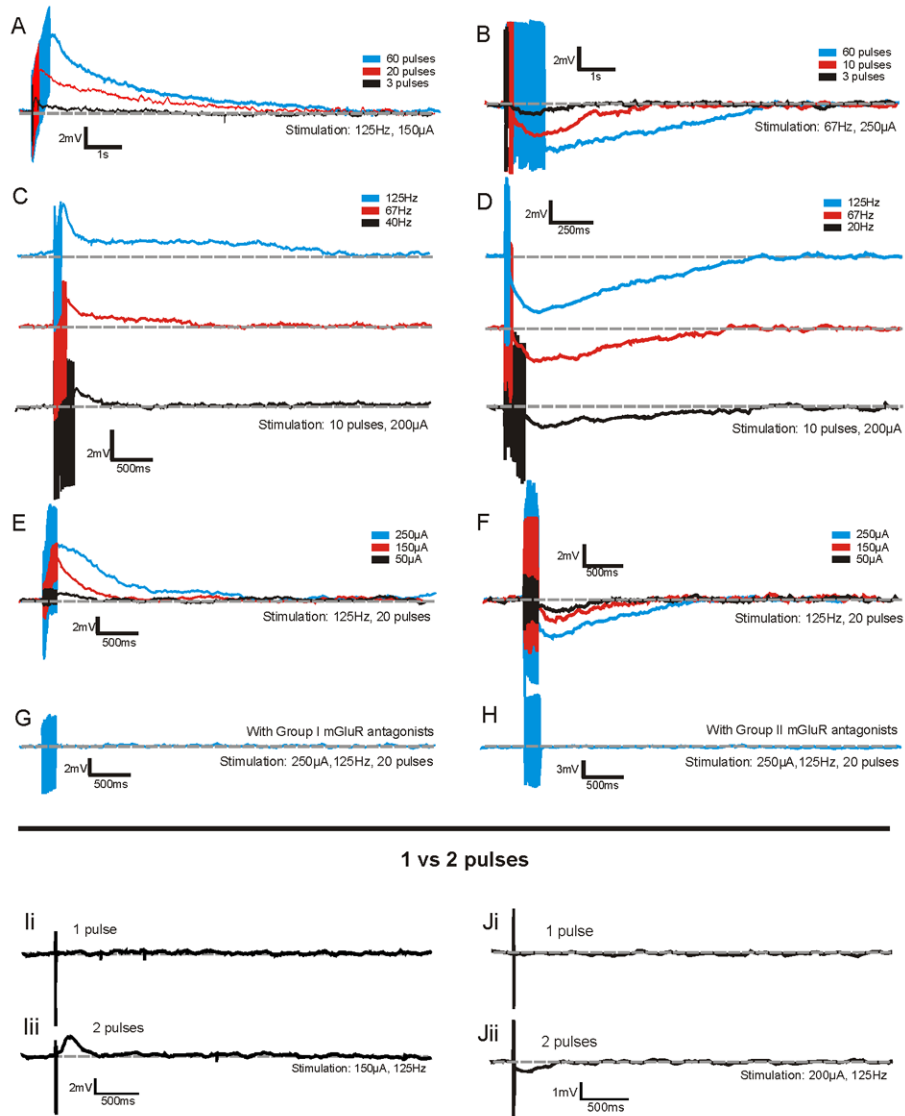 A
60 pulses
20 pulses
3 pulses
2mV
1s
Stimulation: 125Hz, 150µA
B
2mV
1s
60 pulses
10 pulses
3 pulses
Stimulation: 67Hz, 250µA
C
125Hz
67Hz
40Hz
2mV
500ms
Stimulation: 10 pulses, 200µA
D
2mV
250ms
125Hz
67Hz
20Hz
Stimulation: 10 pulses, 200µA
E
250µA
150µA
50µA
2mV
500ms
Stimulation: 125Hz, 20 pulses
F
2mV
500ms
250µA
150µA
50µA
Stimulation: 125Hz, 20 pulses
G
With Group I mGluR antagonists
2mV
500ms
Stimulation: 250µA,125Hz, 20 pulses
H
With Group II mGluR antagonists
3mV
500ms
Stimulation: 250µA,125Hz, 20 pulses
1 vs 2 pulses
Ii
1 pulse
Iii
2 pulses
2mV
500ms
Stimulation: 150µA, 125Hz
Ji
1 pulse
Jii
2 pulses
1mV
500ms
Stimulation: 200µA, 125Hz